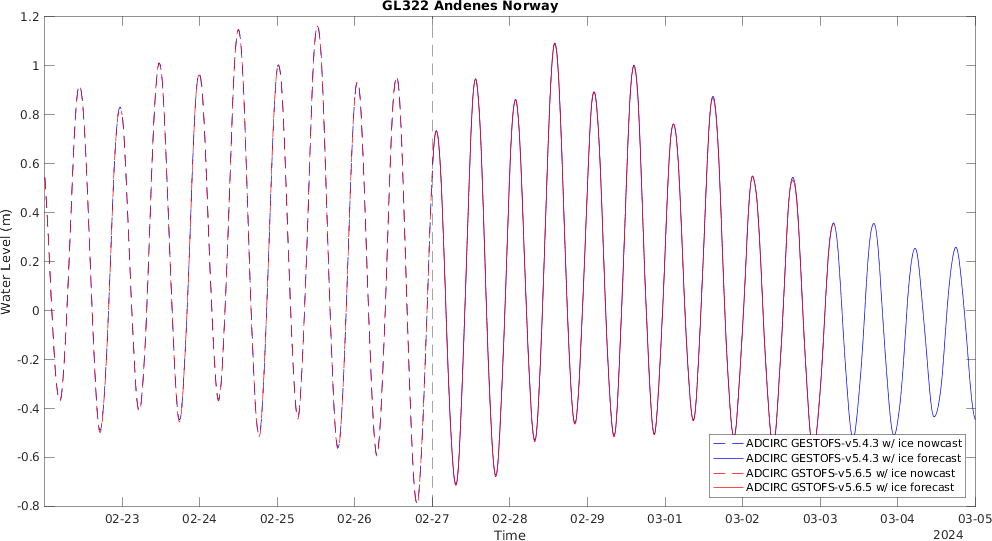 GL322 Andenes Norway
1.2
1
0.8
0.6
0.4
0.2
0
-0.2
-0.4
-0.6
-0.8
Water Level (m)
ADCIRC GESTOFS-v5.4.3 w/ ice nowcast
ADCIRC GESTOFS-v5.4.3 w/ ice forecast
ADCIRC GSTOFS-v5.6.5 w/ ice nowcast
ADCIRC GSTOFS-v5.6.5 w/ ice forecast
02-23 02-24 02-25 02-26 02-27 02-28 02-29 03-01 03-02 03-03 03-04 03-05
Time
2024